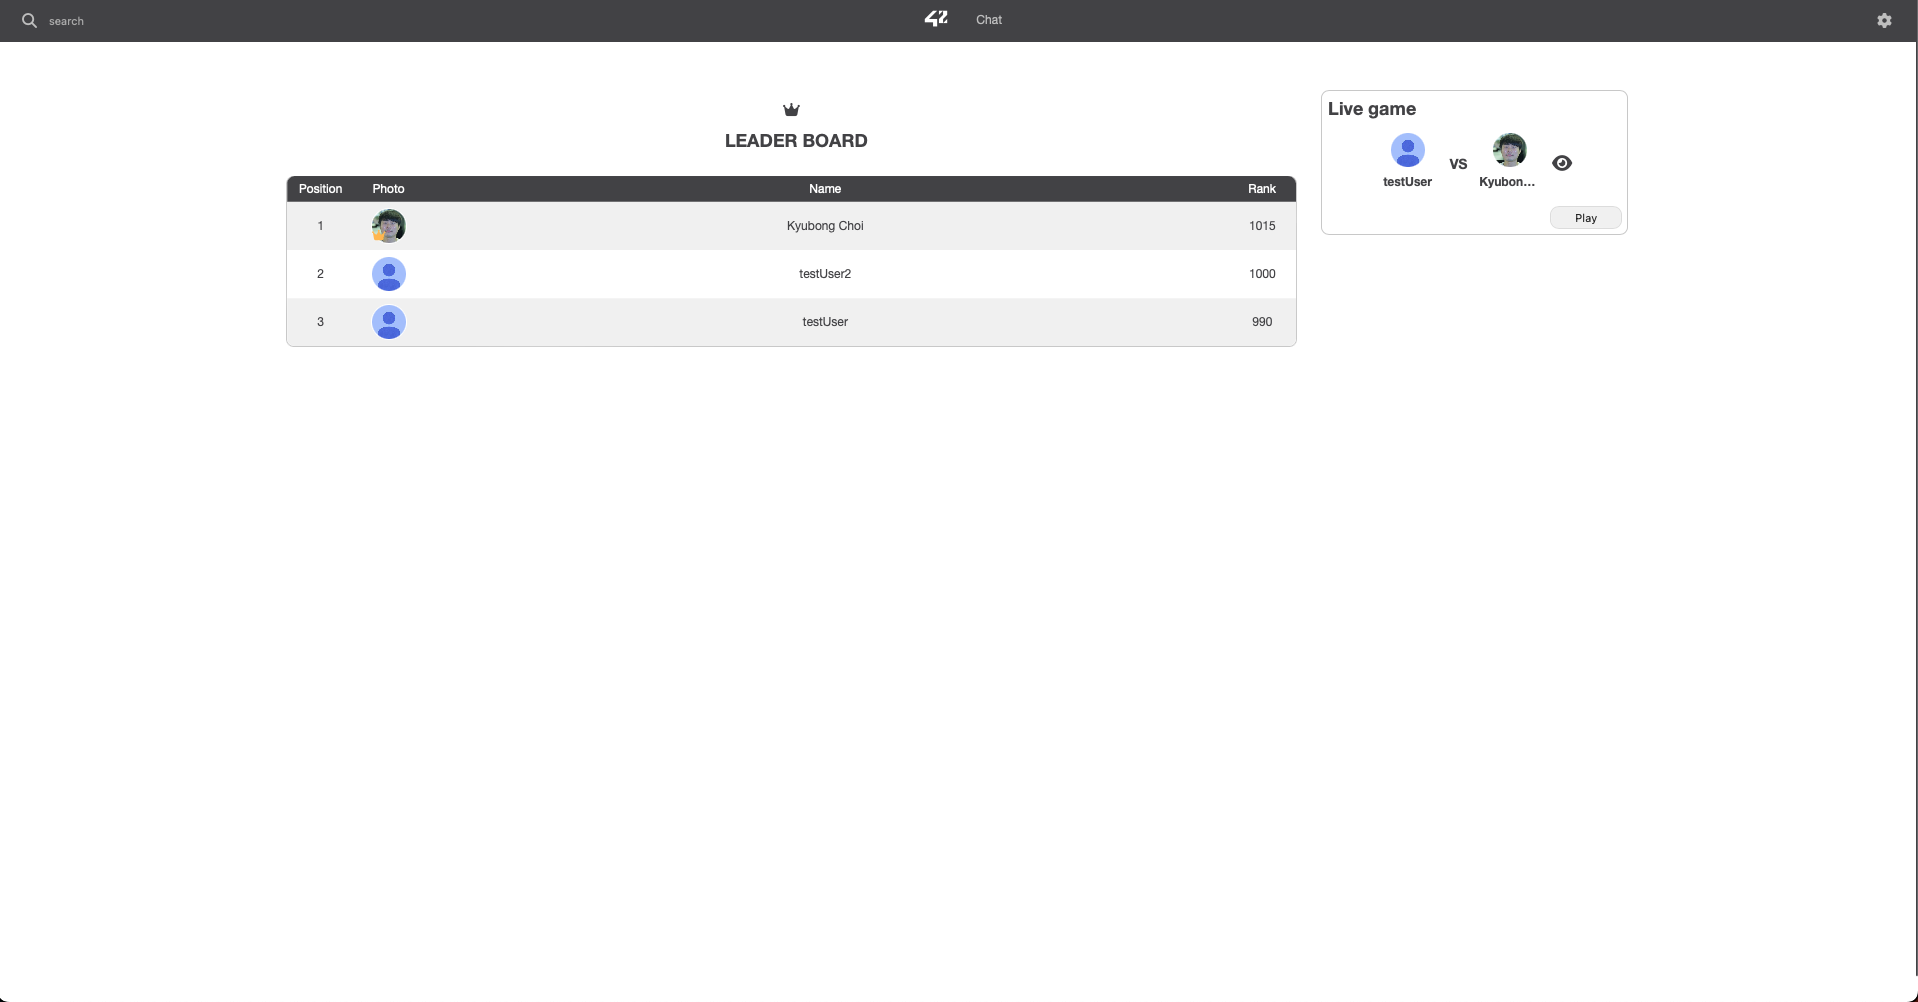 search
42
Chat
LEADER BOARD
Position Photo Name Rank
1 Kyubong Choi 1015
2 testUser2 1000
3 testUser 990
Live game
VS
testUser Kyubon...
Play